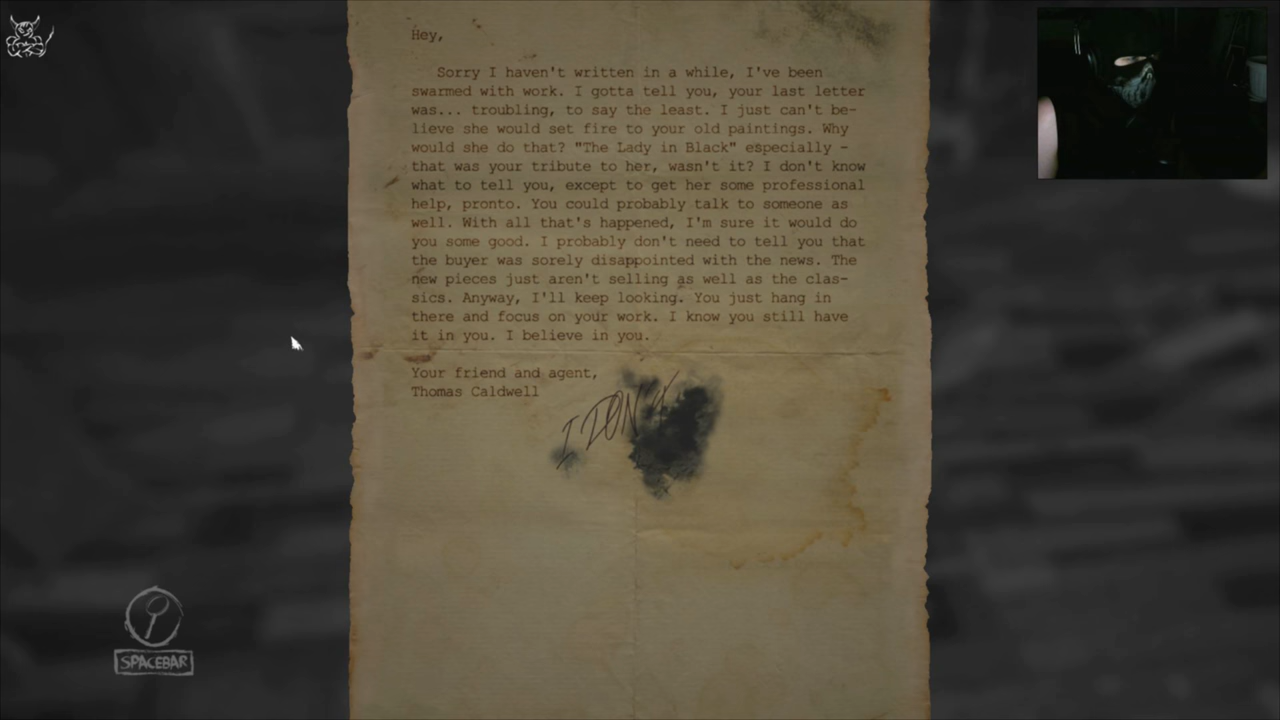 Hey,
Sorry I haven't written in a while, I've been
swarmed with work. I gotta tell you, your last letter
was... troubling, to say the least. I just can't be-
lieve she would set fire to your old paintings. Why
would she do that? "The Lady in Black" especially -
that was your tribute to her, wasn't it? I don't know
what to tell you, except to get her some professional
help, pronto. You could probably talk to someone as
well. With all that's happened, I'm sure it would do
you some good. I probably don't need to tell you that
the buyer was sorely disappointed with the news. The
new pieces just aren't selling as well as the clas-
sics. Anyway, I'll keep looking. You just hang in
there and focus on your work. I know you still have
it in you. I believe in you.
Your friend and agent,
Thomas Caldwell
I DON'T
SPACEBAR